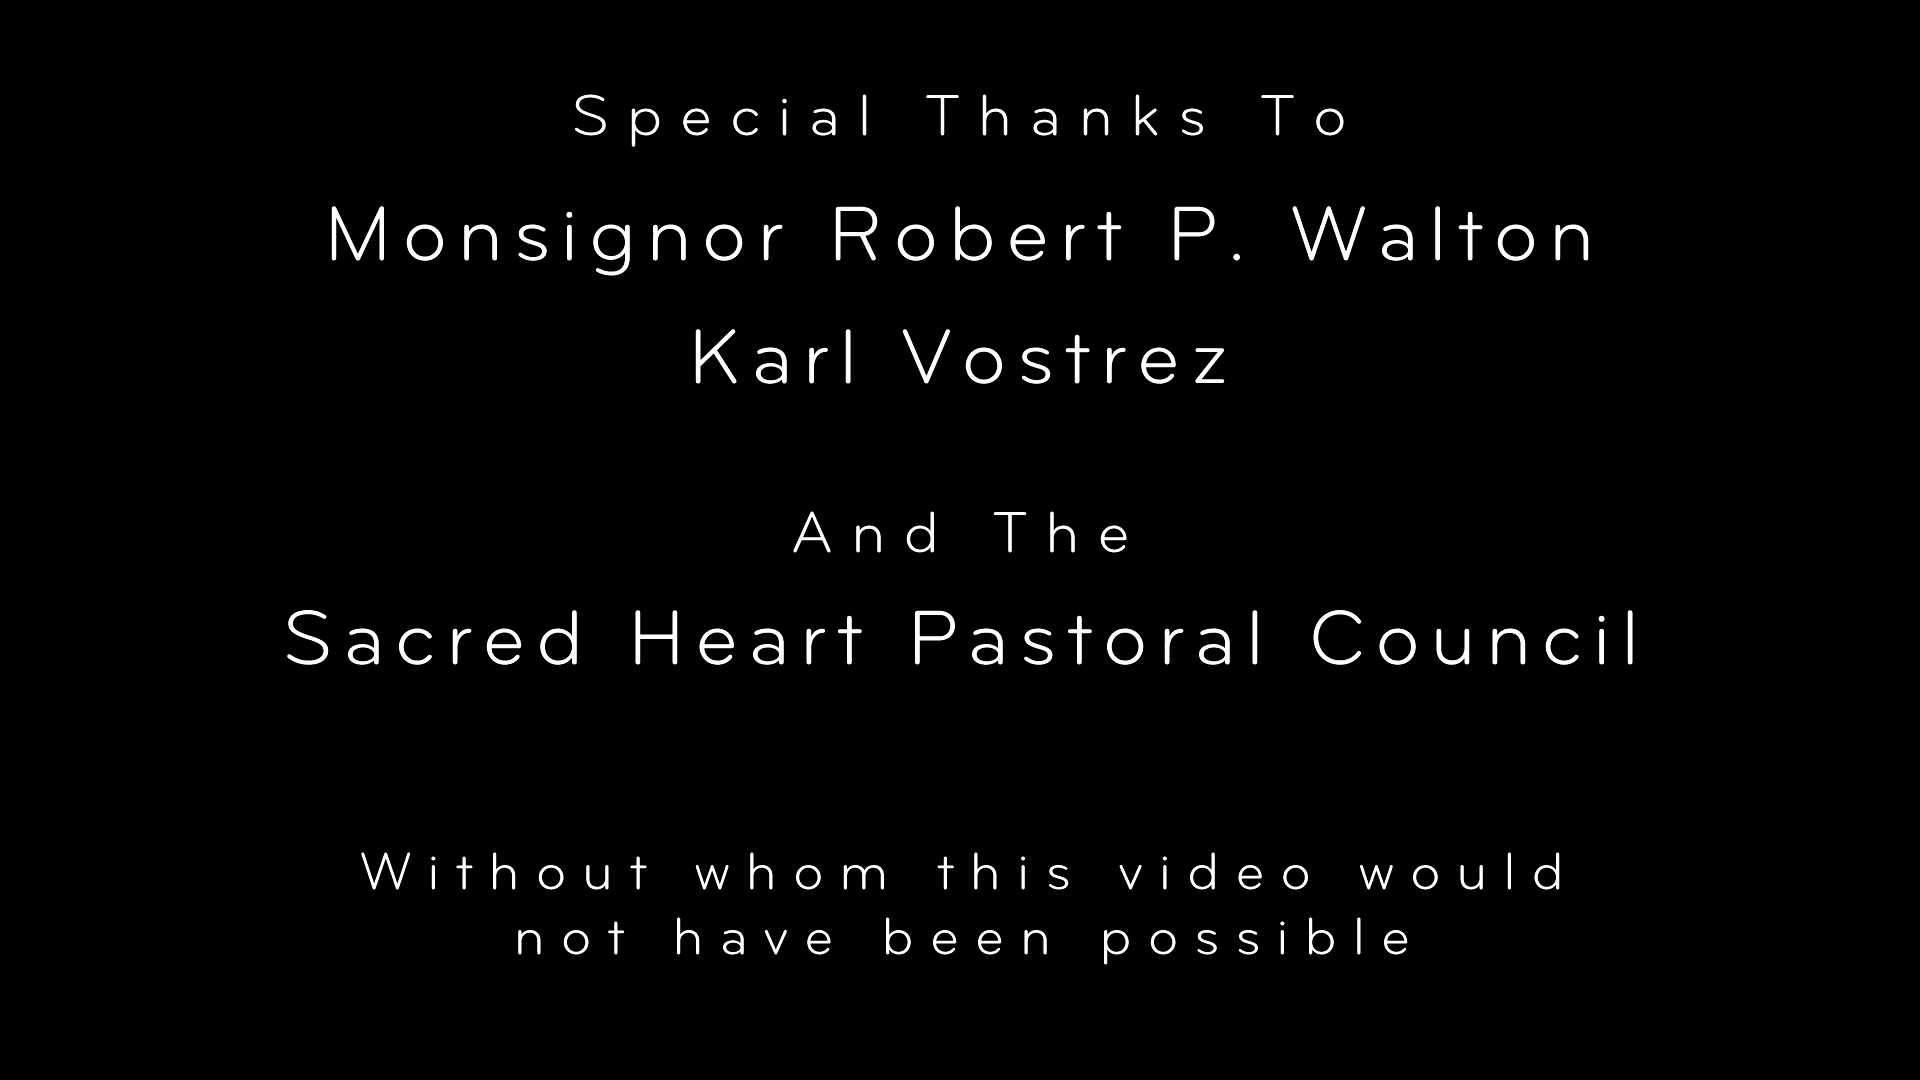 Special Thanks To
Monsignor Robert P. Walton
Karl Vostrez
And The
Sacred Heart Pastoral Council
Without whom this video would
not have been possible